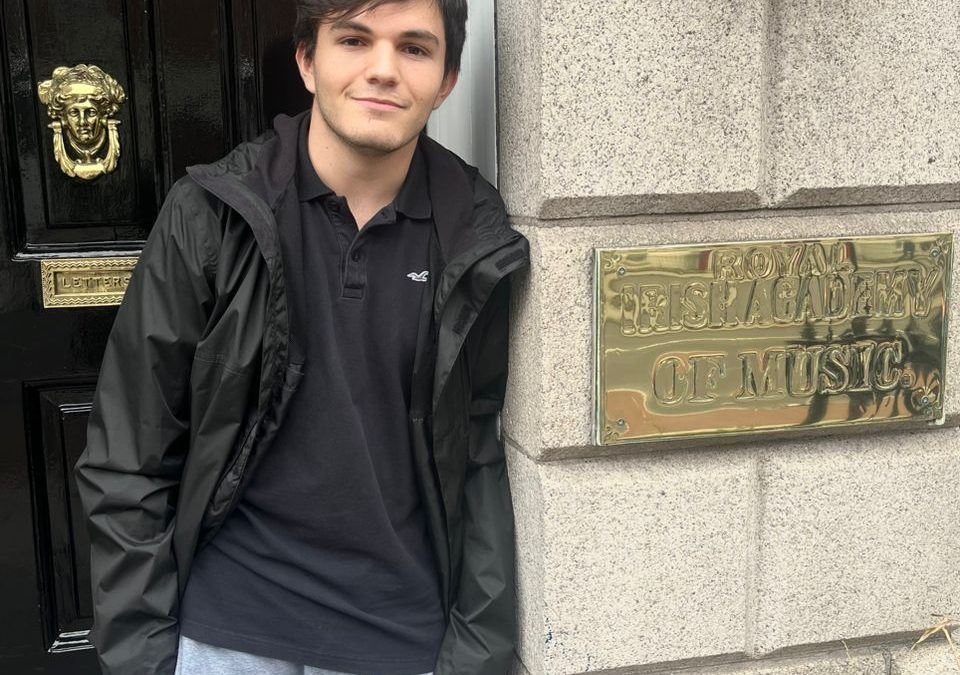 LETTERS
ROYAL
IRISH ACADEMY
OF MUSIC.